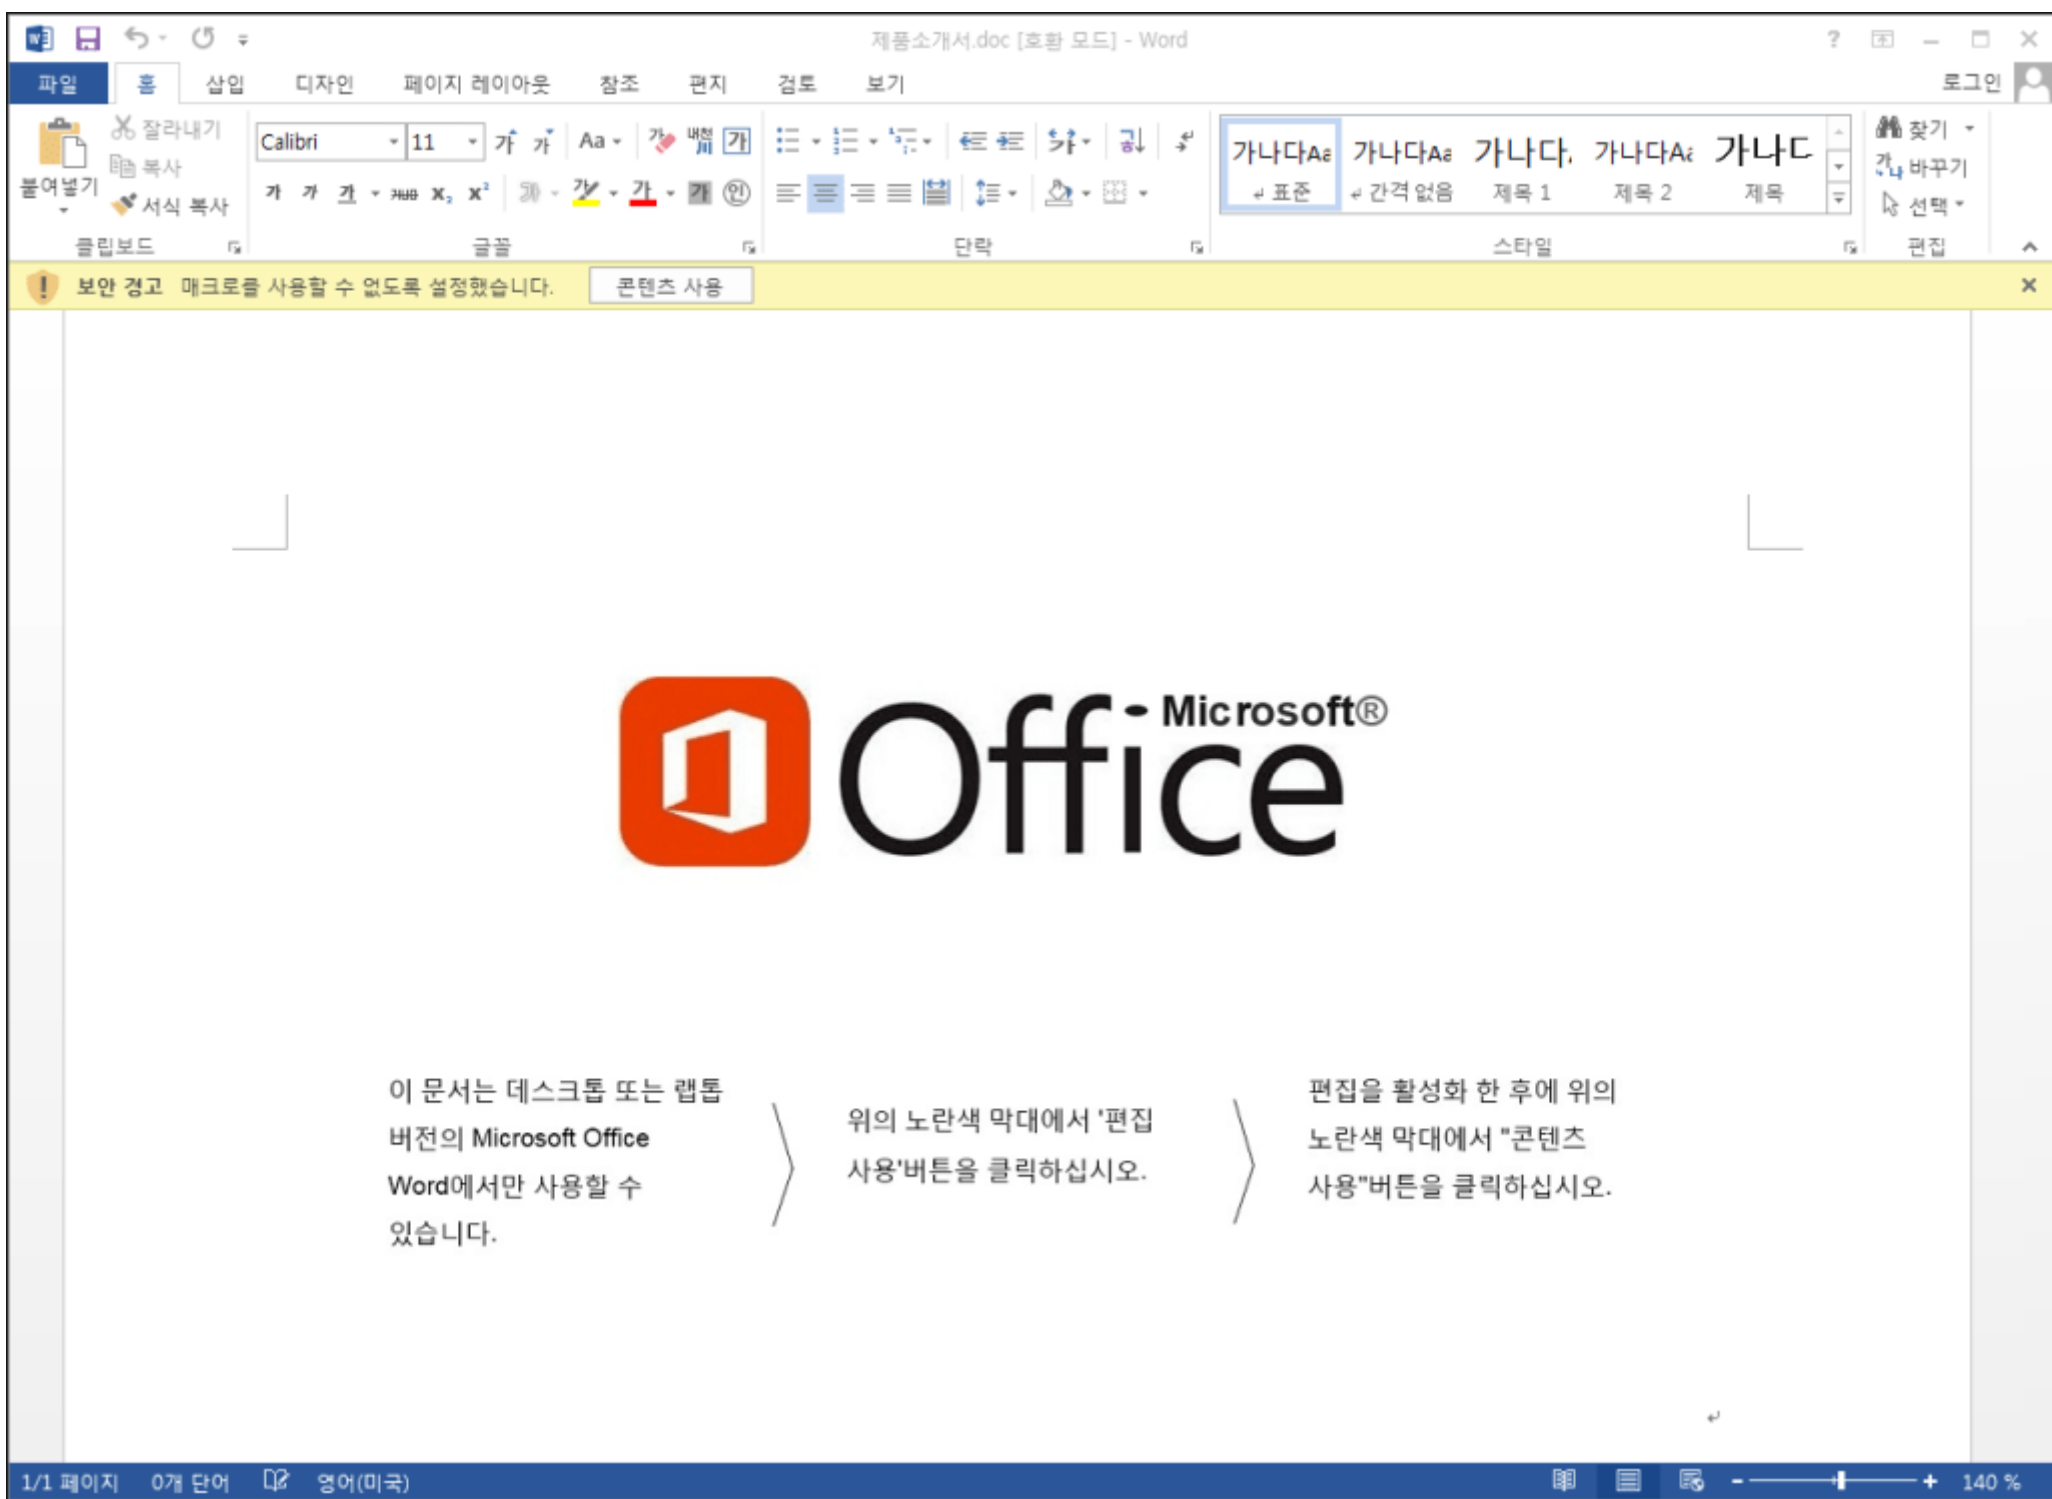 제품소개서.doc [호환 모드] - Word
파일 홈 삽입 디자인 페이지 레이아웃 참조 편지 검토 보기 로그인
붙여넣기
잘라내기
복사
서식 복사
클립보드
Calibri 11
글꼴
단락
가나다Aa 가나다Aa 가나다 가나다Aa 가나다
표준 간격 없음 제목 1 제목 2 제목
스타일
찾기
바꾸기
선택
편집
보안 경고 매크로를 사용할 수 없도록 설정했습니다. 콘텐츠 사용
Office Microsoft®
이 문서는 데스크톱 또는 랩톱
버전의 Microsoft Office
Word에서만 사용할 수
있습니다.
위의 노란색 막대에서 '편집
사용'버튼을 클릭하십시오.
편집을 활성화 한 후에 위의
노란색 막대에서 "콘텐츠
사용"버튼을 클릭하십시오.
1/1 페이지 0개 단어 영어(미국) 140 %